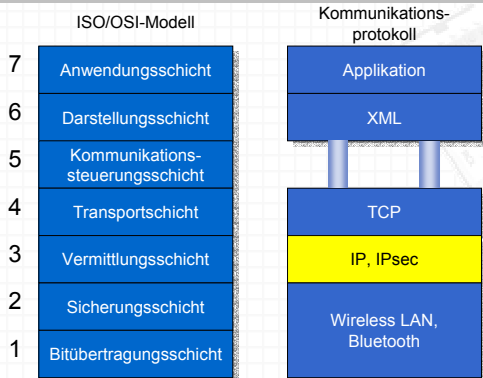 ISO/OSI-Modell
Kommunikations-
protokoll
7
Anwendungsschicht
Applikation
6
Darstellungsschicht
XML
5
Kommunikations-
steuerungsschicht
4
Transportschicht
TCP
3
Vermittlungsschicht
IP, IPsec
2
Sicherungsschicht
Wireless LAN,
Bluetooth
1
Bitübertragungsschicht